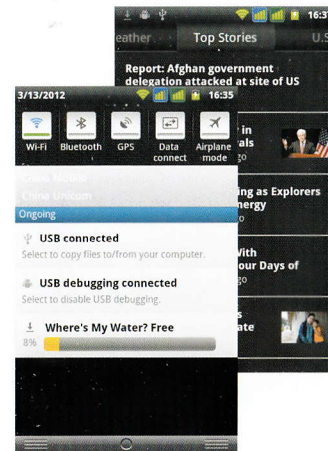 16:37
eather
Top Stories
U.S
Report: Afghan government
delegation attacked at site of US
3/13/2012
16:35
Wi-Fi
Bluetooth
GPS
Data
connect
Airplane
mode
China Unicom
Ongoing
USB connected
Select to copy files to/from your computer.
USB debugging connected
Select to disable USB debugging.
Where's My Water? Free
8%
in
als
go
ing as Explorers
nergy
o
With
our Days of
go
s
ate